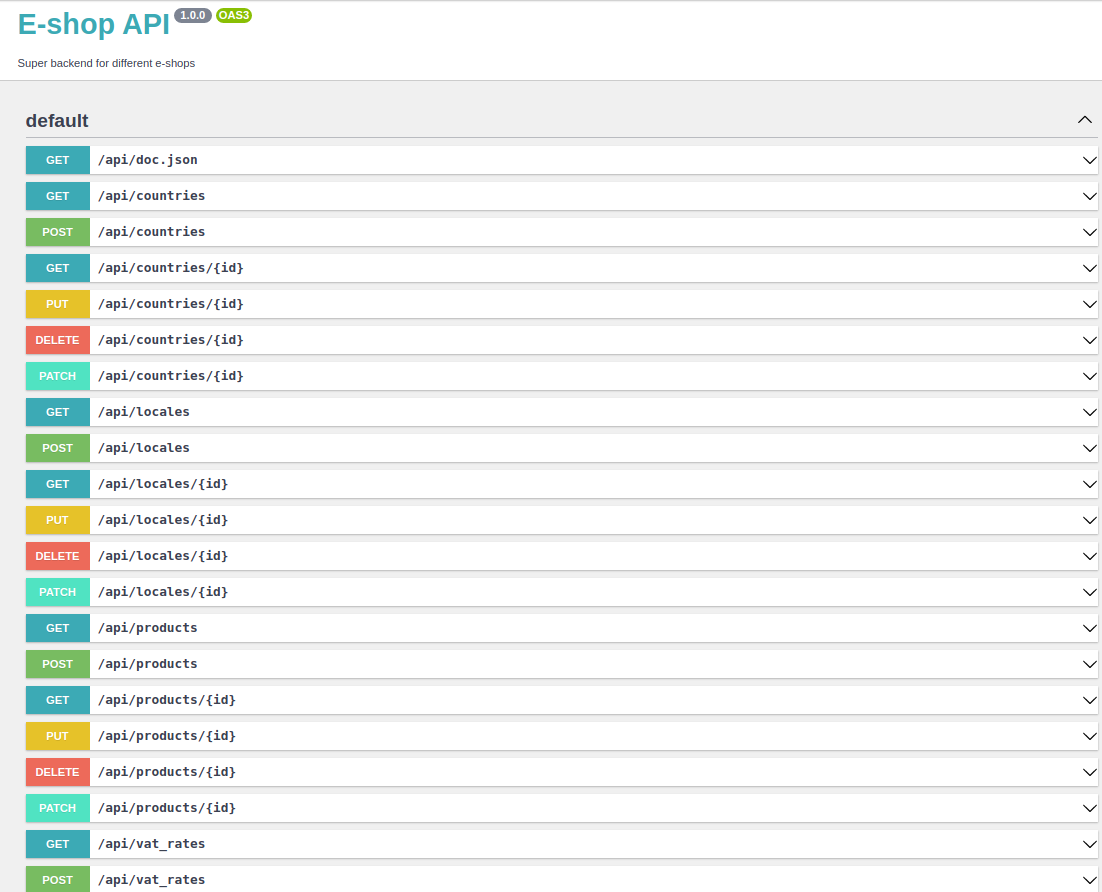 E-shop API 1.0.0 OAS3
Super backend for different e-shops
default
GET /api/doc.json
GET /api/countries
POST /api/countries
GET /api/countries/{id}
PUT /api/countries/{id}
DELETE /api/countries/{id}
PATCH /api/countries/{id}
GET /api/locales
POST /api/locales
GET /api/locales/{id}
PUT /api/locales/{id}
DELETE /api/locales/{id}
PATCH /api/locales/{id}
GET /api/products
POST /api/products
GET /api/products/{id}
PUT /api/products/{id}
DELETE /api/products/{id}
PATCH /api/products/{id}
GET /api/vat_rates
POST /api/vat_rates